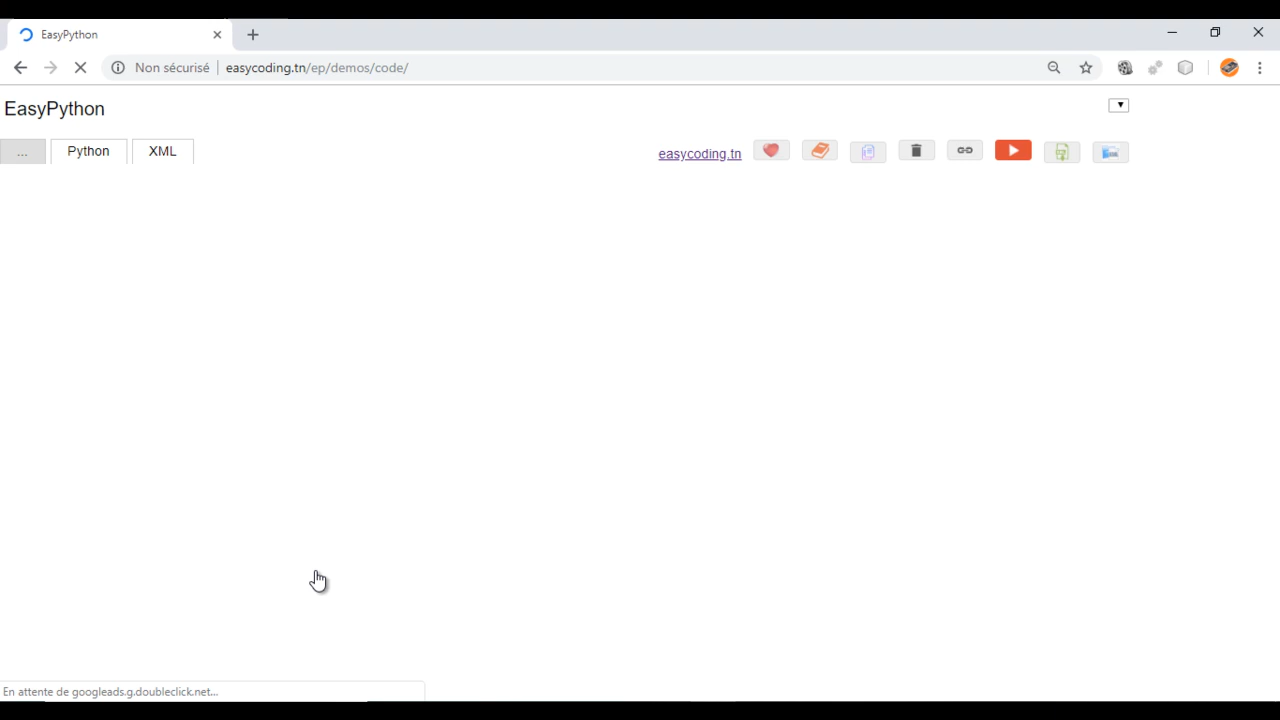 EasyPython
Non sécurisé easycoding.tn/ep/demos/code/
EasyPython
... Python XML easycoding.tn
En attente de googleads.g.doubleclick.net...